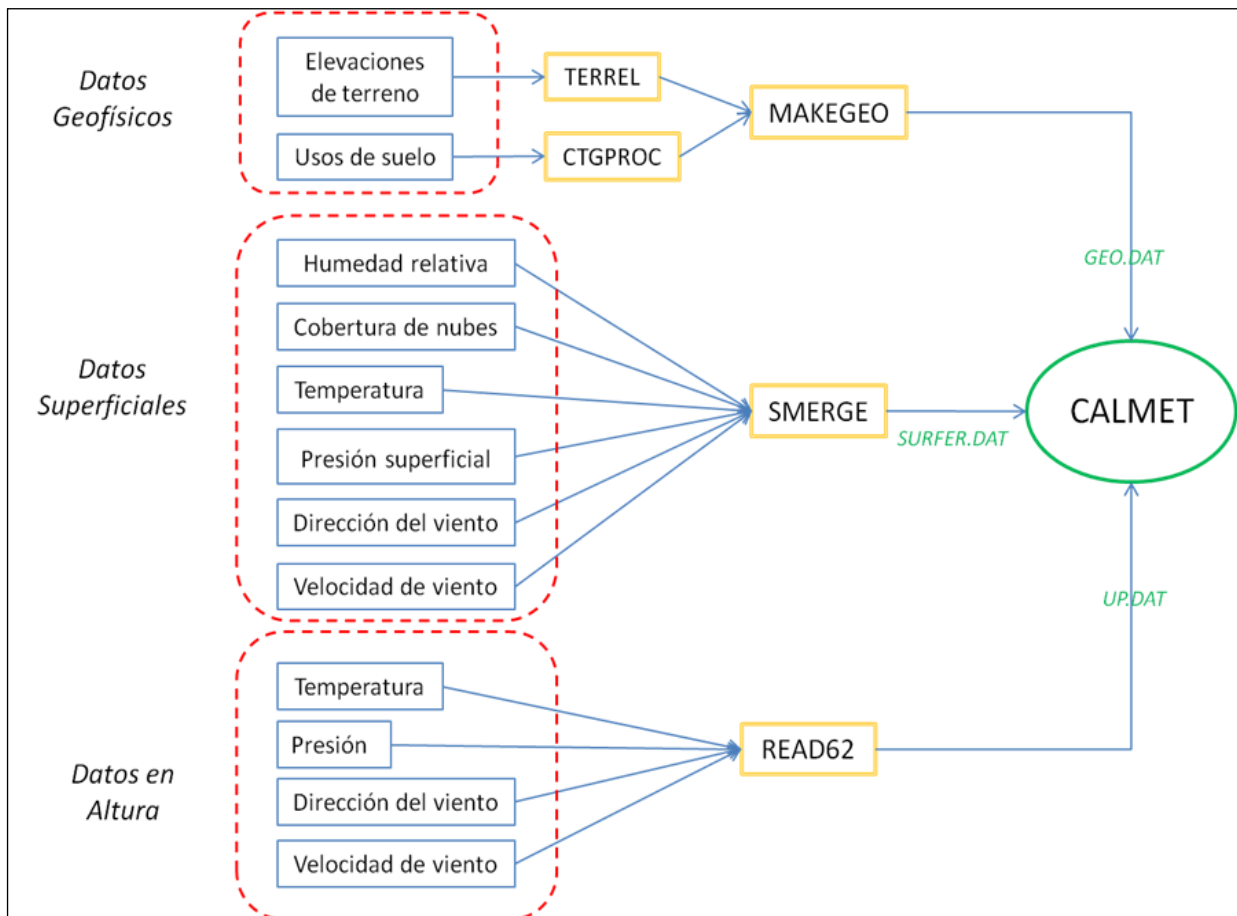 Datos
Geofísicos
Elevaciones
de terreno
TERREL
Usos de suelo
CTGPROC
MAKEGEO
GEO.DAT
Datos
Superficiales
Humedad relativa
Cobertura de nubes
Temperatura
Presión superficial
Dirección del viento
Velocidad de viento
SMERGE
SURFER.DAT
CALMET
UP.DAT
Datos en
Altura
Temperatura
Presión
Dirección del viento
Velocidad de viento
READ62